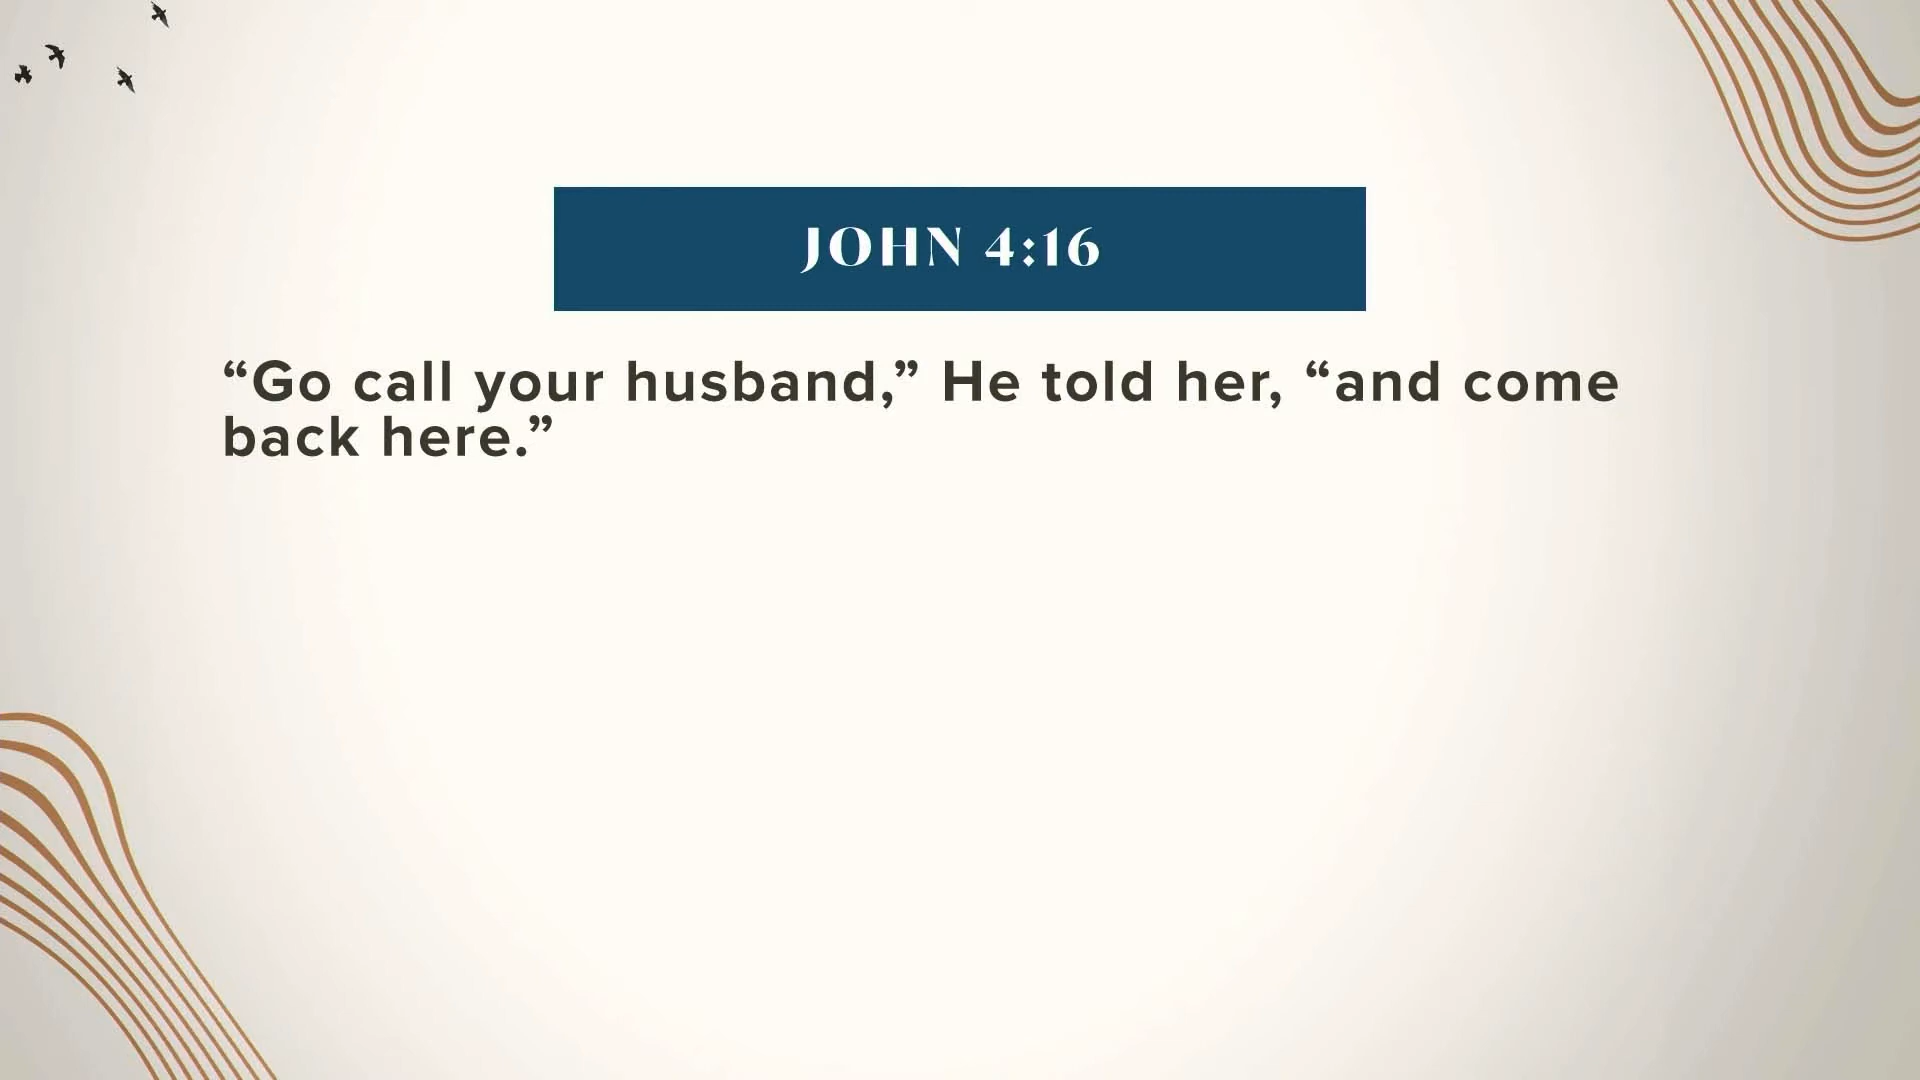 JOHN 4:16
“Go call your husband,” He told her, “and come
back here.”